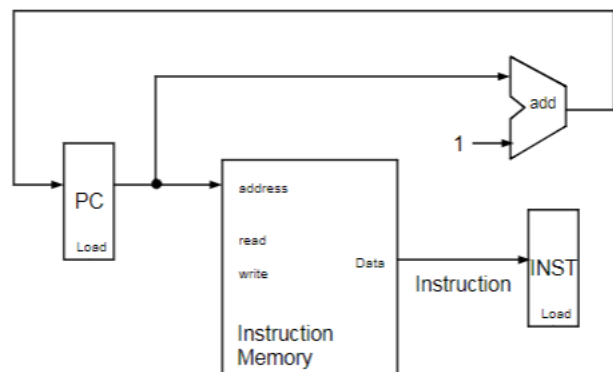 add
1
PC
Load
address
read
write
Data
Instruction
Memory
Instruction
INST
Load